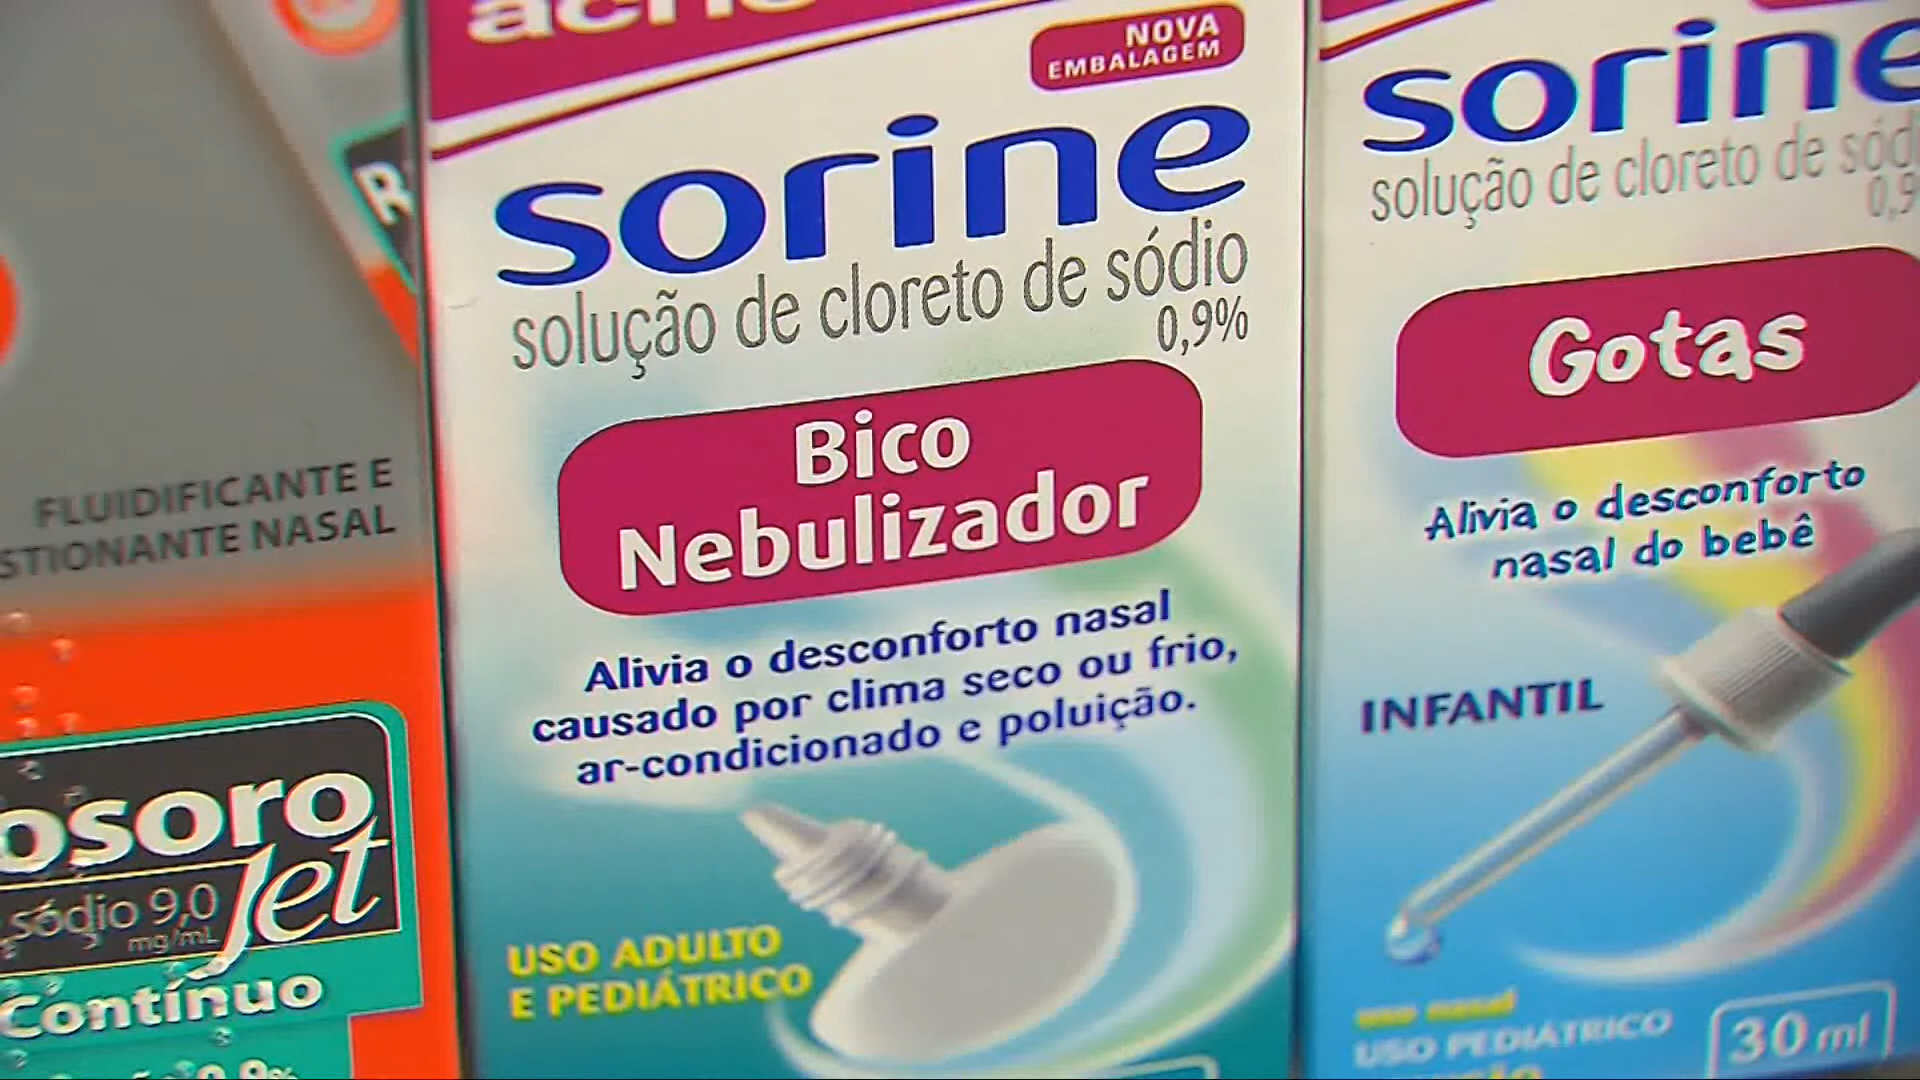 FLUIDIFICANTE E
NASAL
Jet
sódio 9,0
mg/mL
Contínuo
NOVA
EMBALAGEM
sorine
solução de cloreto de sódio
0,9%
Bico
Nebulizador
Alivia o desconforto nasal
causado por clima seco ou frio,
ar-condicionado e poluição.
USO ADULTO
E PEDIÁTRICO
sorine
solução de cloreto de
Gotas
Alivia o desconforto
nasal do bebê
INFANTIL
uso nasal
USO PEDIÁTRICO
30 ml